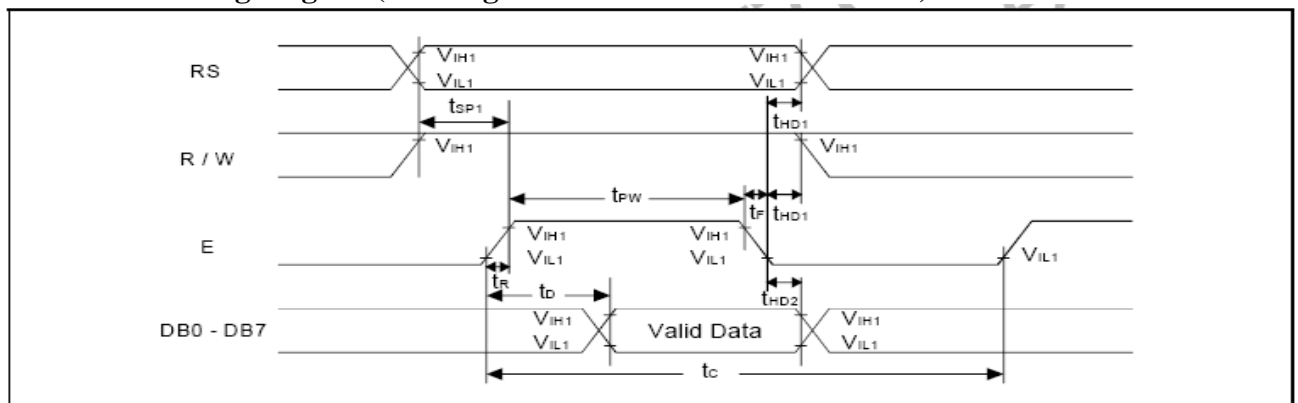 RS
VIH1 VIH1
VIL1 VIL1
tSP1
tHD1
R / W
VIH1 VIH1
tPW
tF tHD1
E
VIH1 VIH1
VIL1 VIL1 VIL1
tR
tD
tHD2
DB0 - DB7
VIH1 Valid Data VIH1
VIL1 VIL1
tC